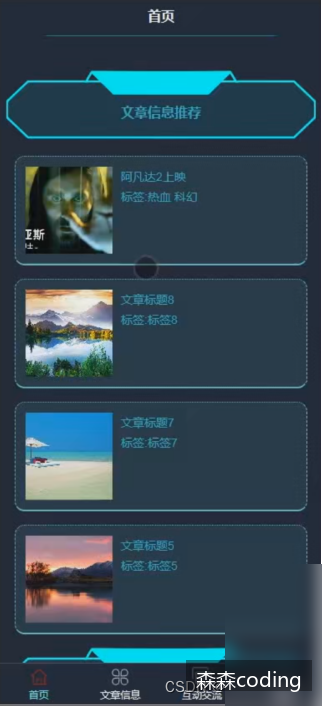 首页
文章信息推荐
阿凡达2上映
标签:热血 科幻
亚斯
文章标题8
标签:标签8
文章标题7
标签:标签7
文章标题5
标签:标签5
首页
文章信息
互动交流
森森coding